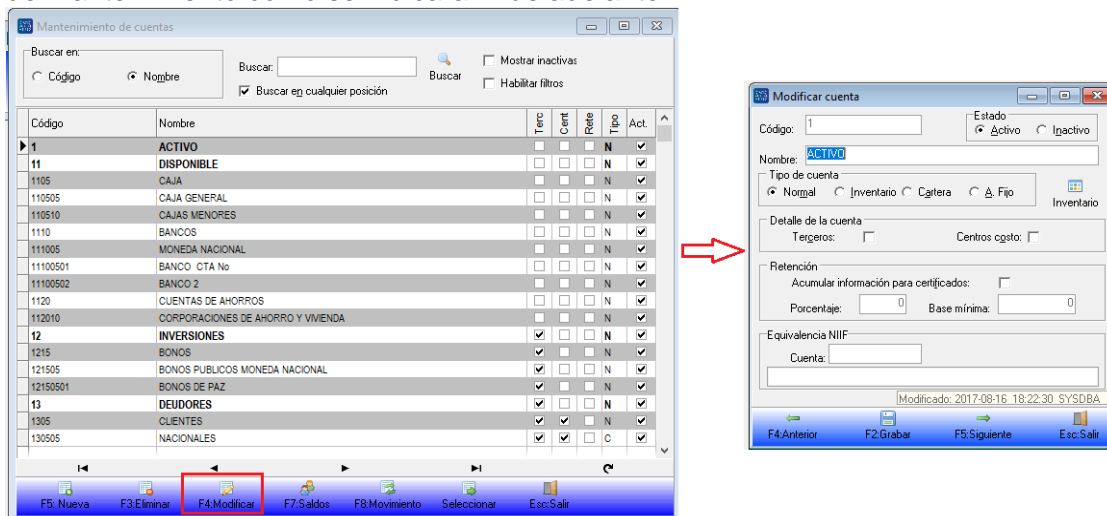 Mantenimiento de cuentas
Buscar en:
Código
Nombre
Buscar:
Buscar en cualquier posición
Buscar
Mostrar inactivas
Habilitar filtros
Código Nombre Terc Cent Rete Tipo Act.
1 ACTIVO N
11 DISPONIBLE N
1105 CAJA N
110505 CAJA GENERAL N
110510 CAJAS MENORES N
1110 BANCOS N
111005 MONEDA NACIONAL N
11100501 BANCO CTA No N
11100502 BANCO 2 N
1120 CUENTAS DE AHORROS N
112010 CORPORACIONES DE AHORRO Y VIVIENDA N
12 INVERSIONES N
1215 BONOS N
121505 BONOS PUBLICOS MONEDA NACIONAL N
12150501 BONOS DE PAZ N
13 DEUDORES N
1305 CLIENTES N
130505 NACIONALES C
F5: Nueva F3:Eliminar F4:Modificar F7:Saldos F8:Movimiento Seleccionar Esc:Salir
Modificar cuenta
Código: 1
Estado
Activo Inactivo
Nombre: ACTIVO
Tipo de cuenta
Normal Inventario Cartera A. Fijo
Inventario
Detalle de la cuenta
Terceros: Centros costo:
Retención
Acumular información para certificados:
Porcentaje: 0 Base mínima: 0
Equivalencia NIIF
Cuenta:
Modificado: 2017-08-16 18:22:30 SYSDBA
F4:Anterior F2:Grabar F5:Siguiente Esc:Salir